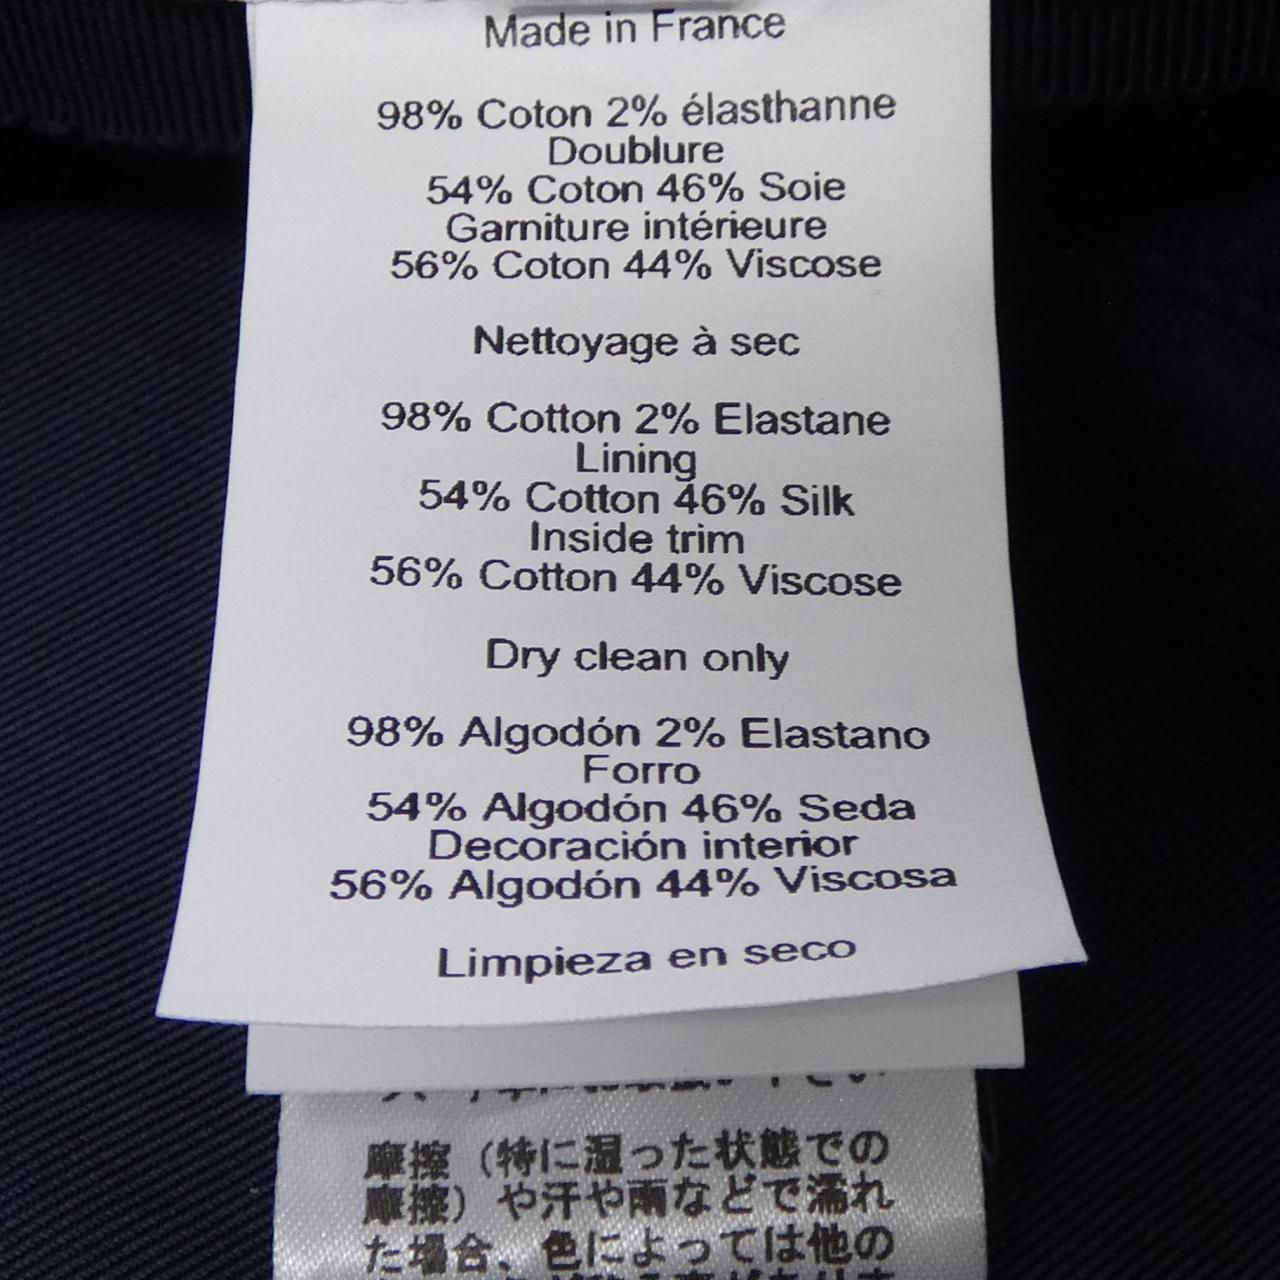 Made in France
98% Coton 2% élasthanne
Doublure
54% Coton 46% Soie
Garniture intérieure
56% Coton 44% Viscose
Nettoyage à sec
98% Cotton 2% Elastane
Lining
54% Cotton 46% Silk
Inside trim
56% Cotton 44% Viscose
Dry clean only
98% Algodón 2% Elastano
Forro
54% Algodón 46% Seda
Decoración interior
56% Algodón 44% Viscosa
Limpieza en seco
摩擦（特に湿った状態での
摩擦）や汗や雨などで濡れ
た場合、色によっては他の